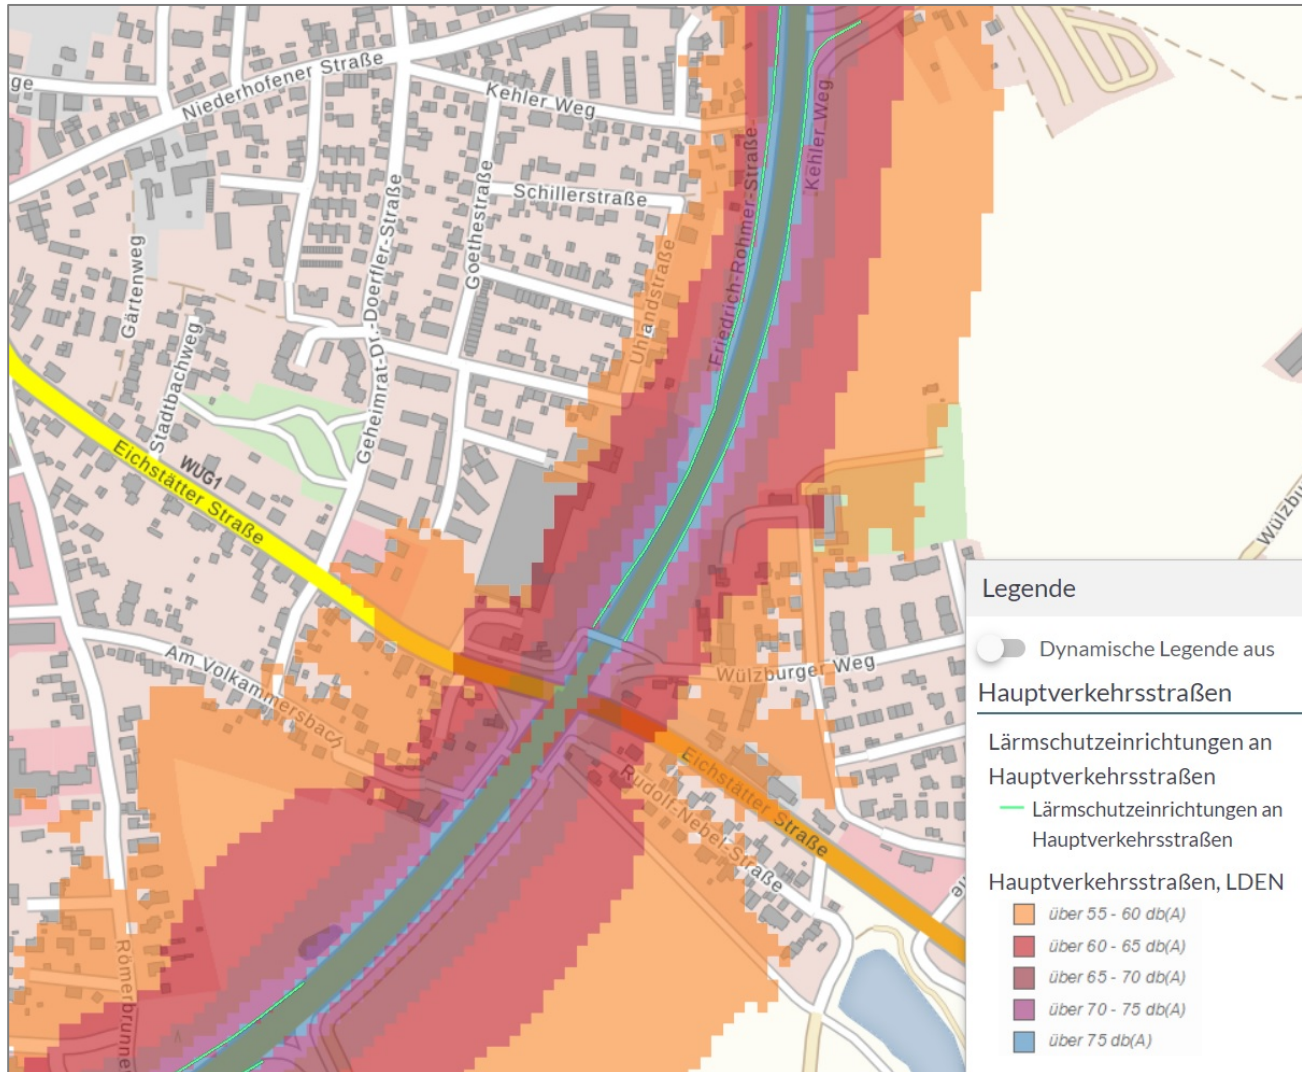 ge
Niederhofener Straße
Kehler Weg
Kehler Weg
Schillerstraße
Friedrich-Rohmer-Straße
Goethestraße
Geheimrat-Dr.-Doerfler-Straße
Gärtenweg
Uhlandstraße
Stadtbachweg
WUG1
Eichstätter Straße
Wülzbu
Am Volkammersbach
Wülzburger Weg
Eichstätter Straße
Rudolf-Nebel-Straße
Römerbrunne
Legende
Dynamische Legende aus
Hauptverkehrsstraßen
Lärmschutzeinrichtungen an
Hauptverkehrsstraßen
Lärmschutzeinrichtungen an
Hauptverkehrsstraßen
Hauptverkehrsstraßen, LDEN
über 55 - 60 db(A)
über 60 - 65 db(A)
über 65 - 70 db(A)
über 70 - 75 db(A)
über 75 db(A)